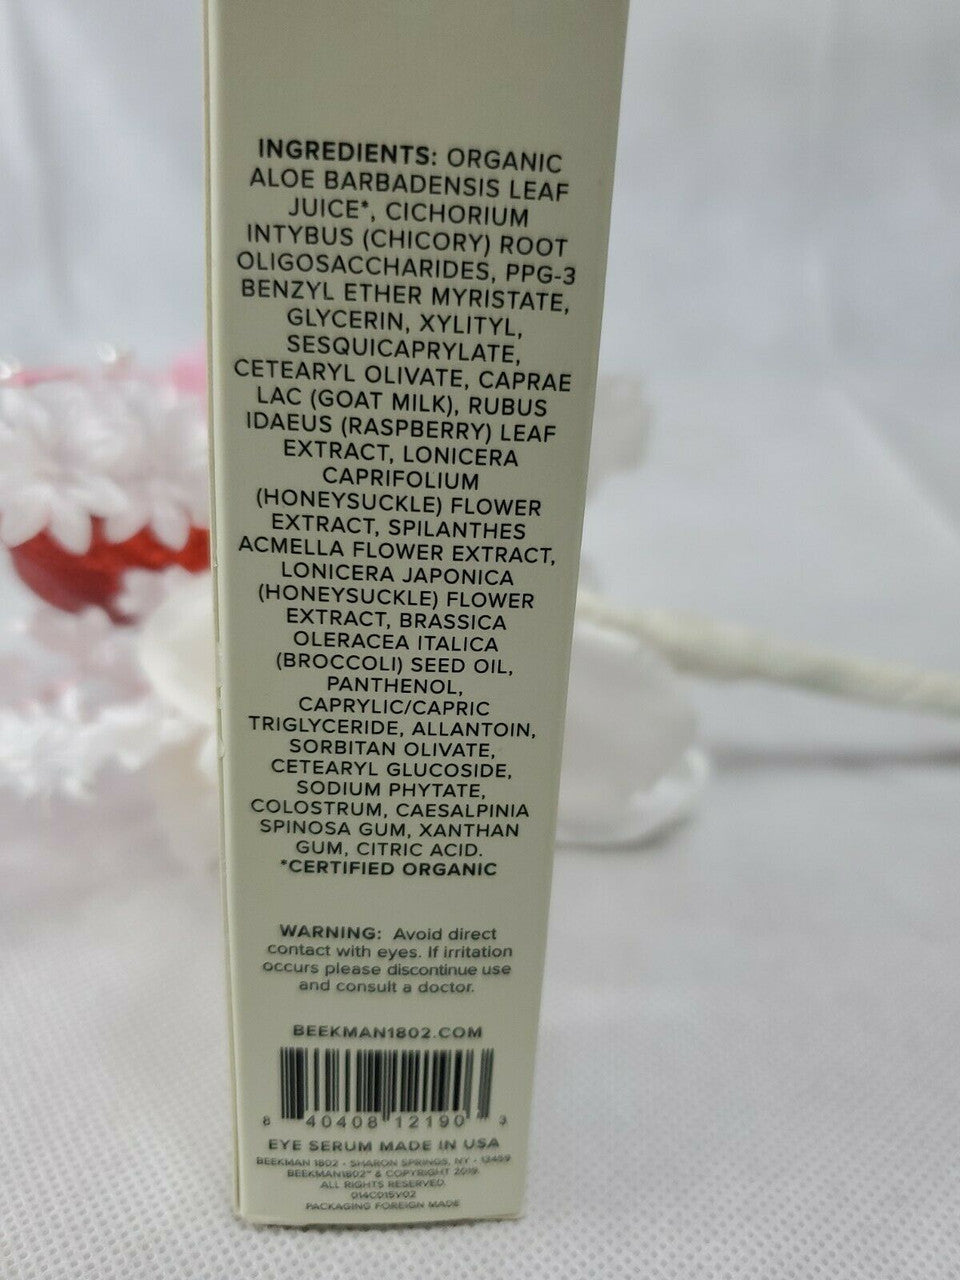 INGREDIENTS: ORGANIC
ALOE BARBADENSIS LEAF
JUICE*, CICHORIUM
INTYBUS (CHICORY) ROOT
OLIGOSACCHARIDES, PPG-3
BENZYL ETHER MYRISTATE,
GLYCERIN, XYLITYL,
SESQUICAPRYLATE,
CETEARYL OLIVATE, CAPRAE
LAC (GOAT MILK), RUBUS
IDAEUS (RASPBERRY) LEAF
EXTRACT, LONICERA
CAPRIFOLIUM
(HONEYSUCKLE) FLOWER
EXTRACT, SPILANTHES
ACMELLA FLOWER EXTRACT,
LONICERA JAPONICA
(HONEYSUCKLE) FLOWER
EXTRACT, BRASSICA
OLERACEA ITALICA
(BROCCOLI) SEED OIL,
PANTHENOL,
CAPRYLIC/CAPRIC
TRIGLYCERIDE, ALLANTOIN,
SORBITAN OLIVATE,
CETEARYL GLUCOSIDE,
SODIUM PHYTATE,
COLOSTRUM, CAESALPINIA
SPINOSA GUM, XANTHAN
GUM, CITRIC ACID.
*CERTIFIED ORGANIC
WARNING: Avoid direct
contact with eyes. If irritation
occurs please discontinue use
and consult a doctor.
BEEKMAN1802.COM
8 40408 12190 3
EYE SERUM MADE IN USA
BEEKMAN 1802 - SHARON SPRINGS, NY - 13459
BEEKMAN1802™ & COPYRIGHT 2019.
ALL RIGHTS RESERVED
014C015V02
PACKAGING FOREIGN MADE